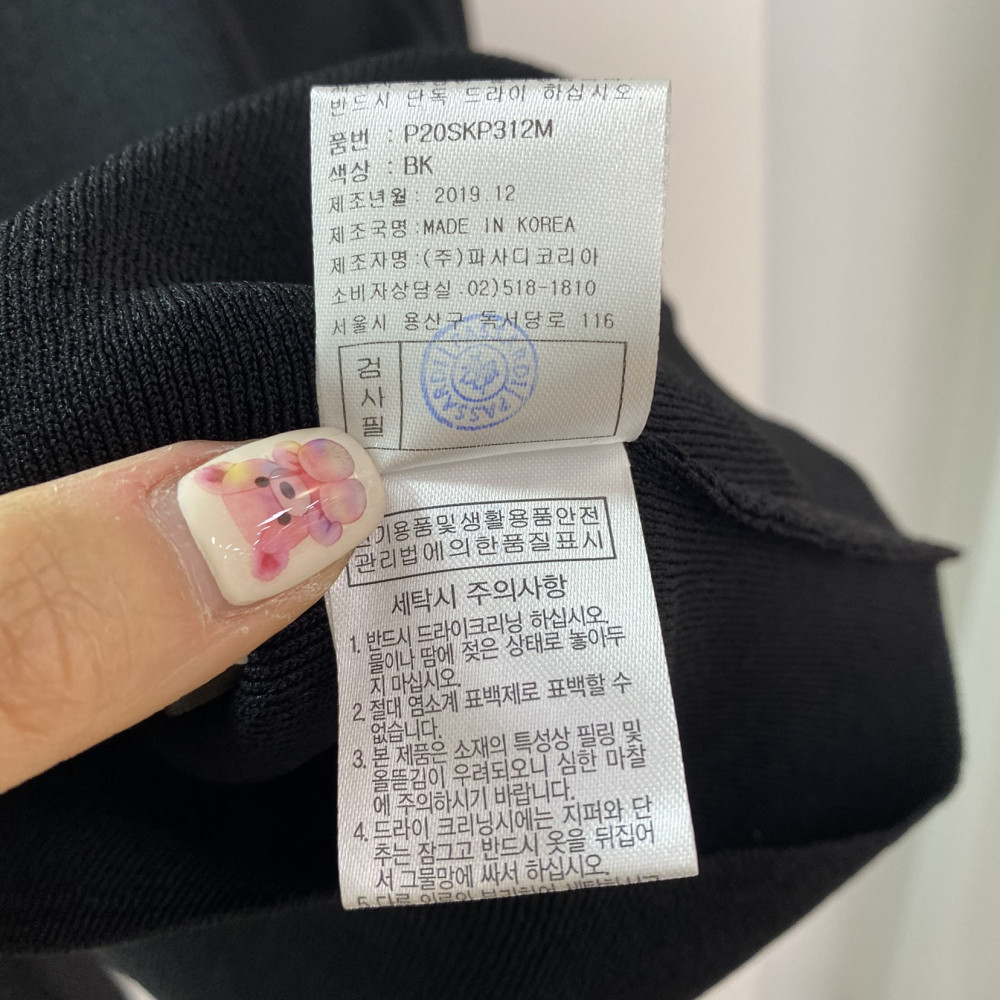 반드시 단독 드라이 하십시오.
품번 : P20SKP312M
색상 : BK
제조년월: 2019.12
제조국명:MADE IN KOREA
제조자명:(주)파사디코리아
소비자상담실.02)518-1810
서울시 용산구 독서당로 116
검사필
기용품및생활용품안전
관리법에의한품질표시
세탁시 주의사항
1. 반드시 드라이크리닝 하십시오.
물이나 땀에 젖은 상태로 놓아두
지 마십시오
2. 절대 염소계 표백제로 표백할 수
없습니다.
3. 본 제품은 소재의 특성상 필링 및
올뜯김이 우려되오니 심한 마찰
에 주의하시기 바랍니다.
4. 드라이 크리닝시에는 지퍼와 단
추는 잠그고 반드시 옷을 뒤집어
서 그물망에 싸서 하십시오.
5. 다른 의류와